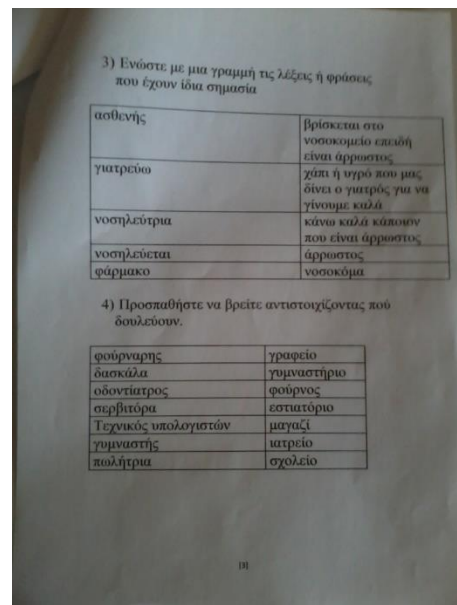 3) Ενώστε με μια γραμμή τις λέξεις ή φράσεις
που έχουν ίδια σημασία
ασθενής
βρίσκεται στο
νοσοκομείο επειδή
είναι άρρωστος
γιατρεύω
χάπι ή υγρό που μας
δίνει ο γιατρός για να
γίνουμε καλά
νοσηλεύτρια
κάνω καλά κάποιον
που είναι άρρωστος
νοσηλεύεται
άρρωστος
φάρμακο
νοσοκόμα
4) Προσπαθήστε να βρείτε αντιστοιχίζοντας πού
δουλεύουν.
φούρναρης
γραφείο
δασκάλα
γυμναστήριο
οδοντίατρος
φούρνος
σερβιτόρα
εστιατόριο
Τεχνικός υπολογιστών
μαγαζί
γυμναστής
ιατρείο
πωλήτρια
σχολείο
[3]